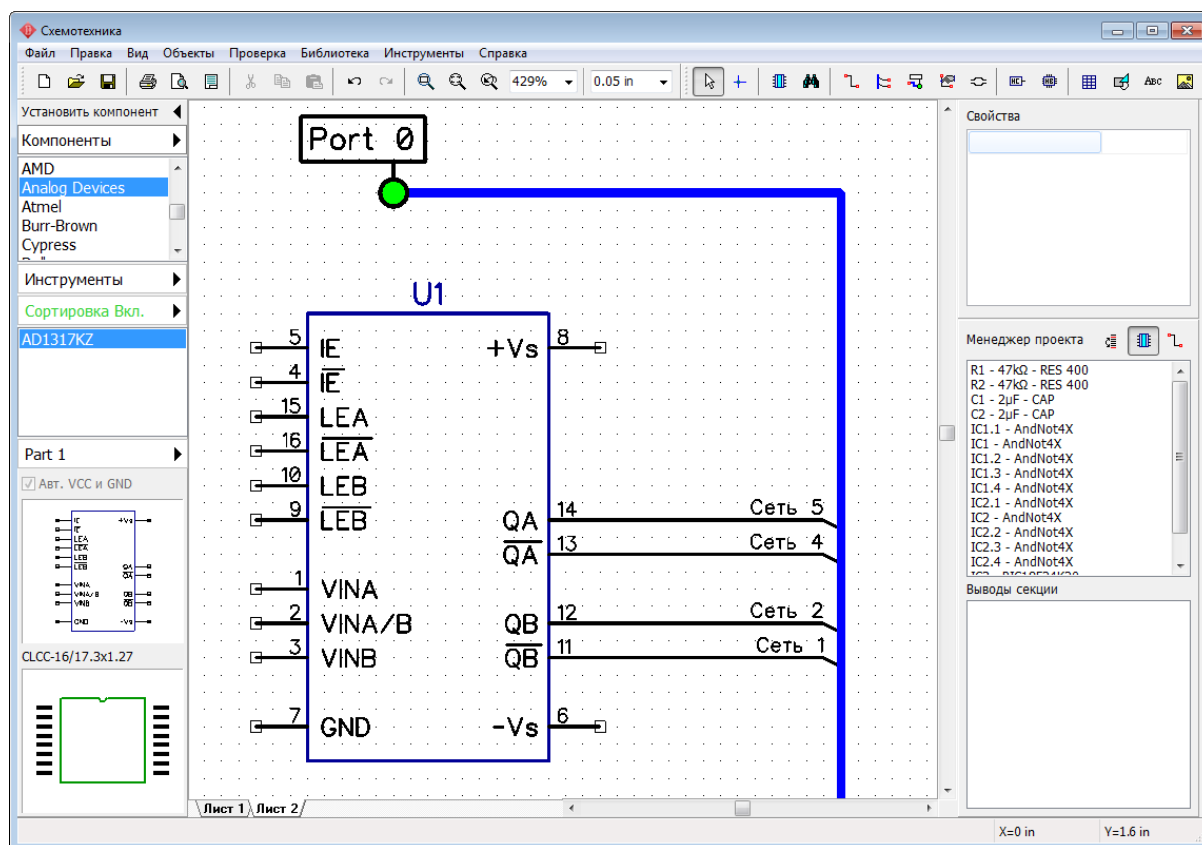 Схемотехника
Файл Правка Вид Объекты Проверка Библиотека Инструменты Справка
429% 0.05 in ABC
Установить компонент
Компоненты
AMD
Analog Devices
Atmel
Burr-Brown
Cypress
Инструменты
Сортировка Вкл.
AD1317KZ
Part 1
Авт. VCC и GND
CLCC-16/17.3x1.27
Port 0
U1
5 IE +Vs 8
4 IE
15 LEA
16 LEA
10 LEB
9 LEB
QA 14 Сеть 5
QA 13 Сеть 4
1 VINA
2 VINA/B QB 12 Сеть 2
3 VINB QB 11 Сеть 1
7 GND -Vs 6
Лист 1 Лист 2
Свойства
Менеджер проекта
R1 - 47kΩ - RES 400
R2 - 47kΩ - RES 400
C1 - 2µF - CAP
C2 - 2µF - CAP
IC1.1 - AndNot4X
IC1 - AndNot4X
IC1.2 - AndNot4X
IC1.3 - AndNot4X
IC1.4 - AndNot4X
IC2.1 - AndNot4X
IC2 - AndNot4X
IC2.2 - AndNot4X
IC2.3 - AndNot4X
IC2.4 - AndNot4X
Выводы секции
X=0 in Y=1.6 in